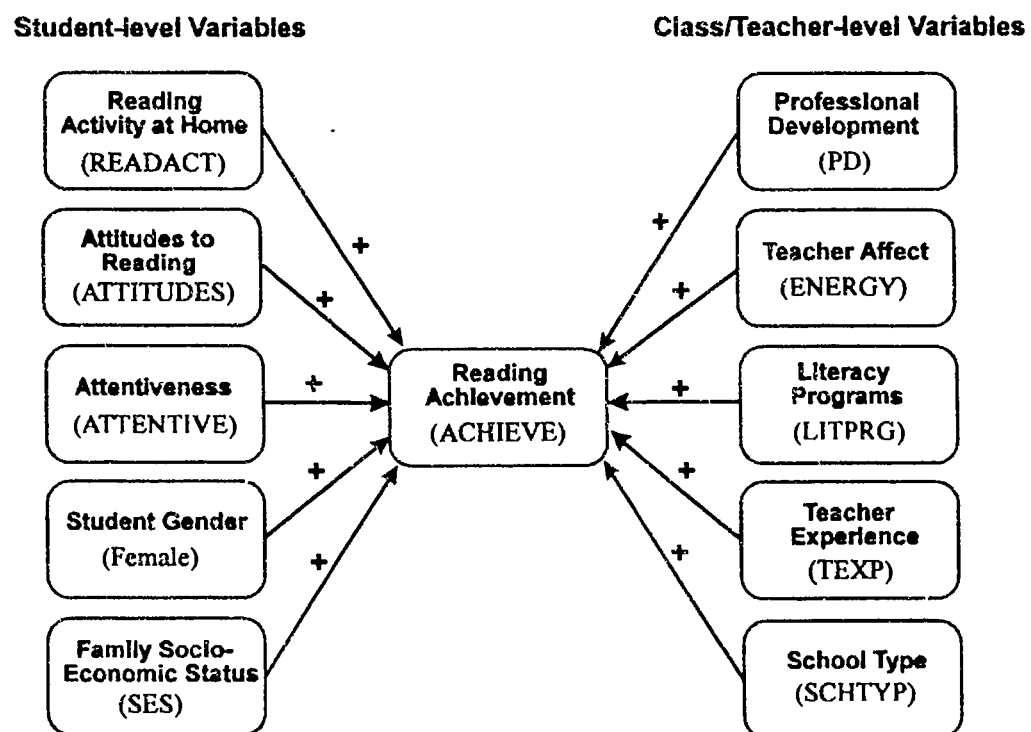 Student-level Variables
Class/Teacher-level Variables
Reading
Activity at Home
(READACT)
Attitudes to
Reading
(ATTITUDES)
Attentiveness
(ATTENTIVE)
Student Gender
(Female)
Family Socio-
Economic Status
(SES)
+
+
+
+
+
Reading
Achievement
(ACHIEVE)
+
+
+
+
+
Professional
Development
(PD)
Teacher Affect
(ENERGY)
Literacy
Programs
(LITPRG)
Teacher
Experience
(TEXP)
School Type
(SCHTYP)